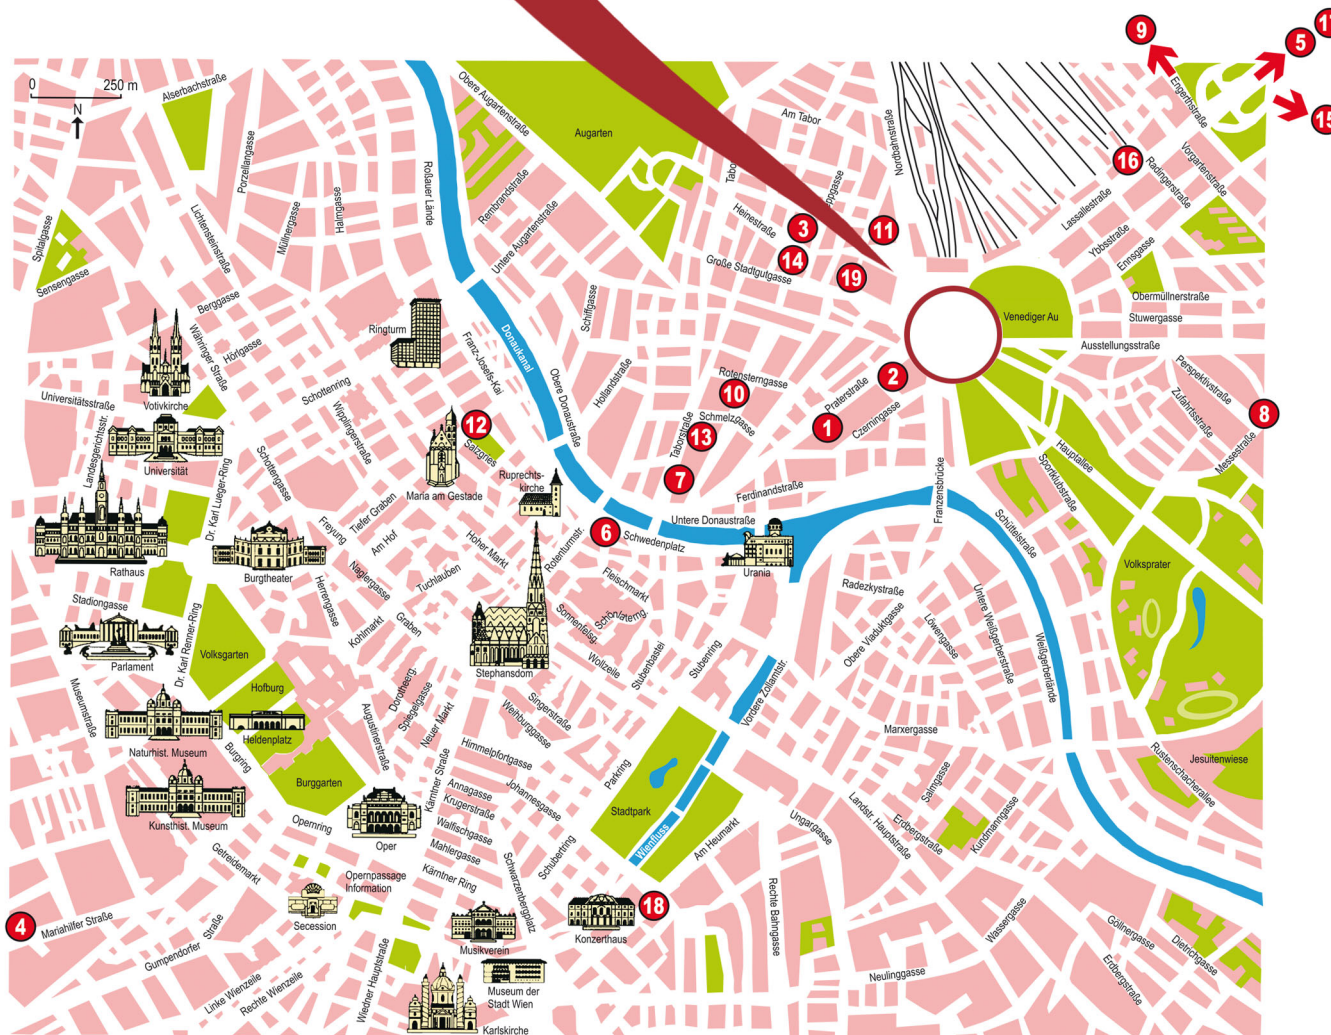 0 250 m
N
Alserbachstraße
Porzellangasse
Müllnergasse
Hahngasse
Roßauer Lände
Obere Augartenstraße
Rembrandtstraße
Untere Augartenstraße
Augarten
Am Tabor
Heinestraße
Große Stadtgutgasse
Nordbahnstraße
Lassallestraße
Radingerstraße
Vorgartenstraße
Engerthstraße
Ybbsstraße
Ennsgasse
9
5
15
16
3
11
14
19
Spitalgasse
Sensengasse
Lichtensteinstraße
Berggasse
Währinger Straße
Hörlgasse
Ringturm
Franz-Josefs-Kai
Donaukanal
Schiffgasse
Hollandstraße
Obere Donaustraße
Venediger Au
Obermüllnerstraße
Stuwergasse
Ausstellungsstraße
Perspektivstraße
Zufahrtsstraße
Messestraße
8
2
Rotensterngasse
10
Schmelzgasse
Taborstraße
13
7
Praterstraße
1
Czerningasse
Votivkirche
Universitätsstraße
Universität
Landesgerichtsstr.
Schottenring
Wipplingerstraße
Schottengasse
12
Salzgries
Maria am Gestade
Ruprechts-
kirche
Ferdinandstraße
Untere Donaustraße
Franzensbrücke
Hauptallee
Sportklubstraße
Schüttelstraße
Volksprater
Rathaus
Dr. Karl Lueger-Ring
Burgtheater
Freyung
Tiefer Graben
Am Hof
Naglergasse
Tuchlauben
Hoher Markt
Rotenturmstr.
6
Schwedenplatz
Urania
Fleischmarkt
Sonnenfelsg.
Schönlaterng.
Wollzeile
Stubenbastei
Stubenring
Radezkystraße
Obere Viaduktgasse
Löwengasse
Untere Weißgerberstraße
Weißgerberlände
Stadiongasse
Parlament
Dr. Karl Renner-Ring
Volksgarten
Herrengasse
Kohlmarkt
Graben
Stephansdom
Hofburg
Heldenplatz
Museumstraße
Naturhist. Museum
Burgring
Kunsthist. Museum
Burggarten
Augustinerstraße
Dorotheerg.
Spiegelgasse
Neuer Markt
Kärntner Straße
Singerstraße
Weihburggasse
Himmelpfortgasse
Johannesgasse
Annagasse
Krugerstraße
Walfischgasse
Mahlergasse
Kärntner Ring
Parkring
Stadtpark
Wienfluss
Vordere Zollamtstr.
Am Heumarkt
Marxergasse
Salmgasse
Landstr. Hauptstraße
Erdbergstraße
Kundmanngasse
Ungargasse
Rustenschacherallee
Jesuitenwiese
Opernring
Oper
Opernpassage
Information
Getreidemarkt
Secession
4
Mariahilfer Straße
Gumpendorfer Straße
Linke Wienzeile
Rechte Wienzeile
Wiedner Hauptstraße
Musikverein
Museum der
Stadt Wien
Karlskirche
Schwarzenbergplatz
Schubertring
Konzerthaus
18
Rechte Bahngasse
Neulinggasse
Wassergasse
Göllnergasse
Dietrichgasse
Erdbergstraße